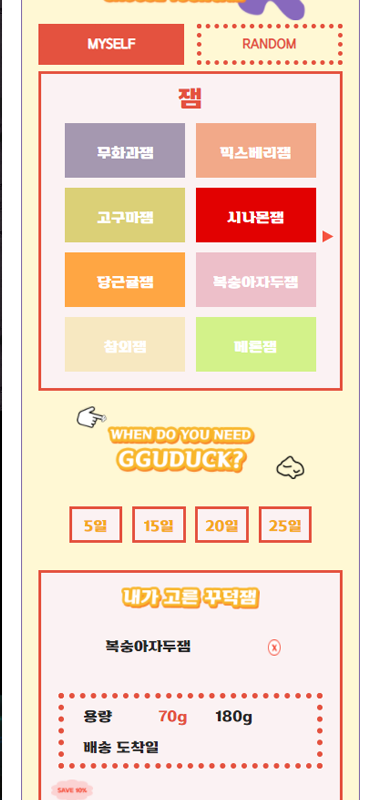 MYSELF
RANDOM
잼
무화과잼
믹스베리잼
고구마잼
시나몬잼
당근귤잼
복숭아자두잼
참외잼
메론잼
WHEN DO YOU NEED
GGUDUCK?
5일
15일
20일
25일
내가 고른 꾸덕잼
복숭아자두잼
X
용량 70g 180g
배송 도착일
SAVE 10%